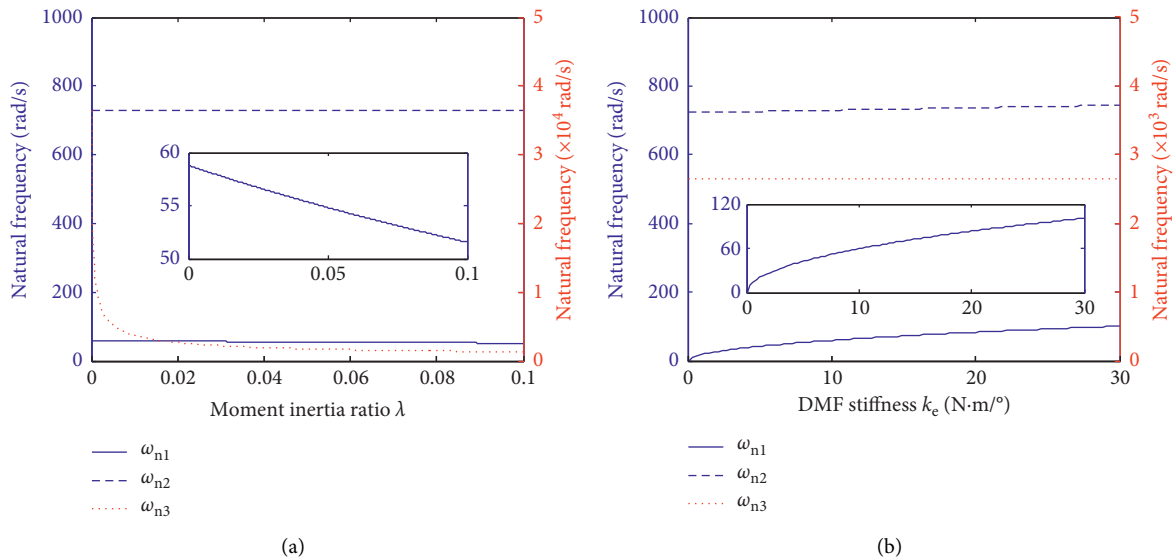 1000
800
600
400
200
0
Natural frequency (rad/s)
5
4
3
2
1
0
Natural frequency (×10⁴ rad/s)
60
55
50
0 0.05 0.1
0 0.02 0.04 0.06 0.08 0.1
Moment inertia ratio λ
ωn1
ωn2
ωn3
(a)
1000
800
600
400
200
0
Natural frequency (rad/s)
5
4
3
2
1
0
Natural frequency (×10³ rad/s)
120
60
0
0 10 20 30
0 10 20 30
DMF stiffness ke (N·m/°)
ωn1
ωn2
ωn3
(b)